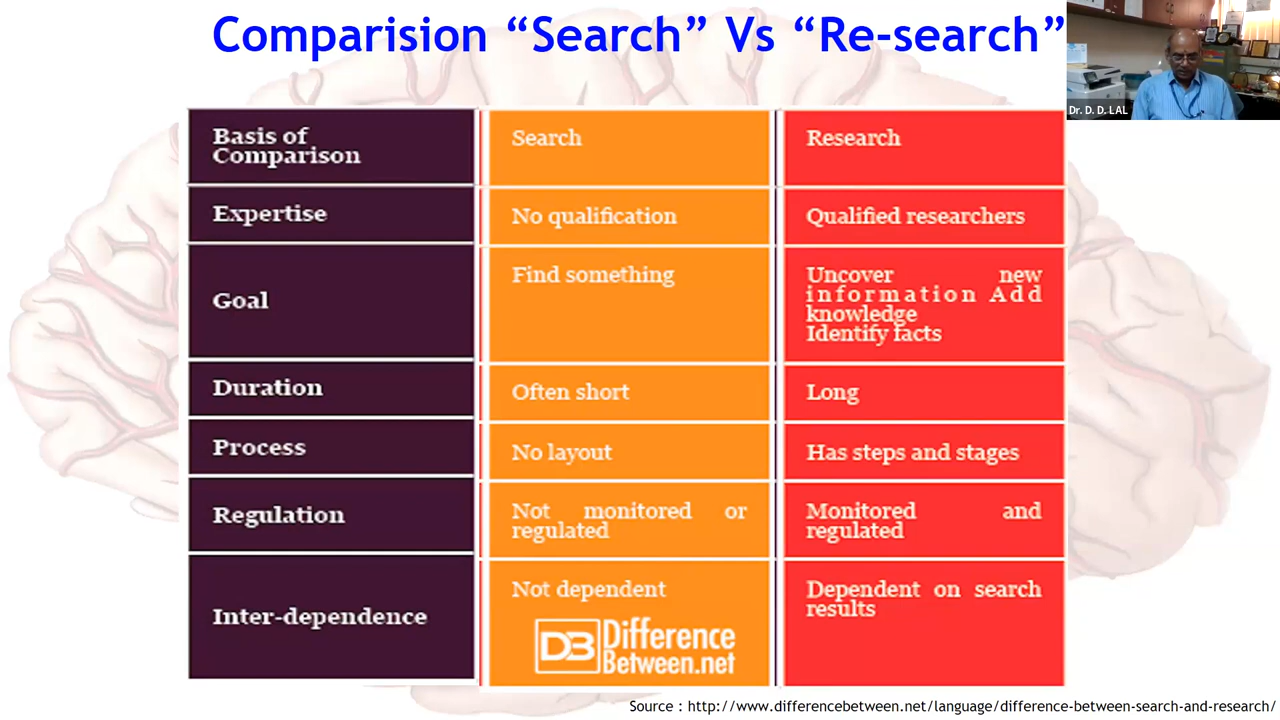 Comparision “Search” Vs “Re-search”
Dr. D. D. LAL
Basis of
Comparison
Search
Research
Expertise
No qualification
Qualified researchers
Goal
Find something
Uncover new
information Add
knowledge
Identify facts
Duration
Often short
Long
Process
No layout
Has steps and stages
Regulation
Not monitored or
regulated
Monitored and
regulated
Inter-dependence
Not dependent
Dependent on search
results
DB Difference
Between.net
Source : http://www.differencebetween.net/language/difference-between-search-and-research/